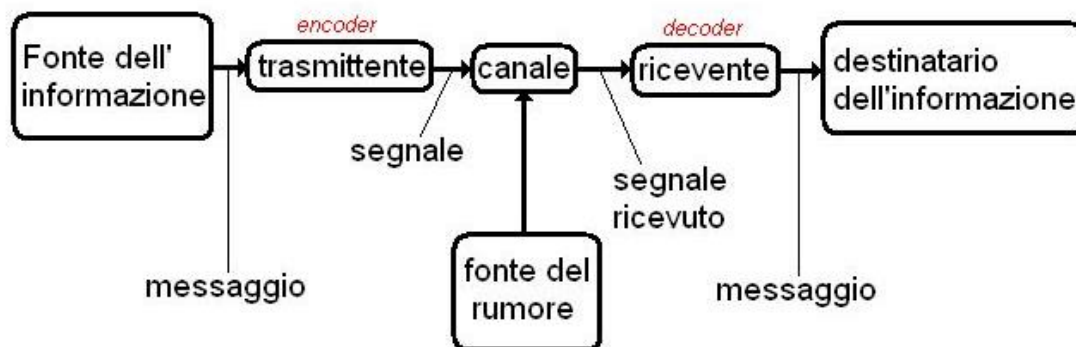 encoder
decoder
Fonte dell'
informazione
trasmittente
canale
ricevente
destinatario
dell'informazione
segnale
segnale
ricevuto
messaggio
fonte del
rumore
messaggio